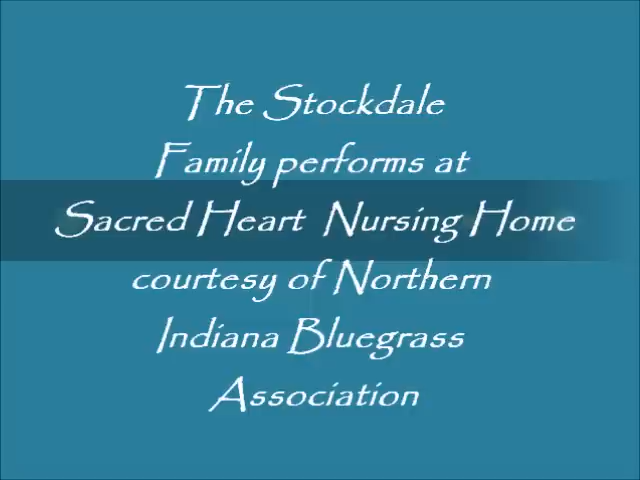 The Stockdale
Family performs at
Sacred Heart Nursing Home
courtesy of Northern
Indiana Bluegrass
Association